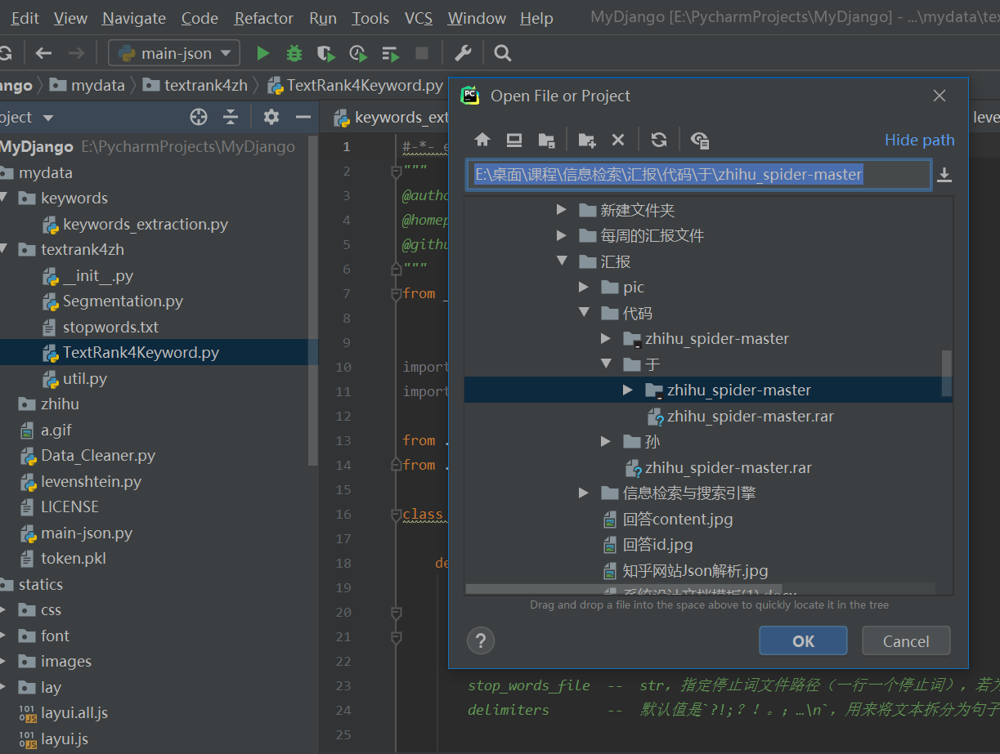 Edit View Navigate Code Refactor Run Tools VCS Window Help MyDjango [E:\PycharmProjects\MyDjango] - ...\mydata\tex
main-json
ango mydata textrank4zh TextRank4Keyword.py
oject
keywords_ext
leve
MyDjango E:\PycharmProjects\MyDjango
mydata
keywords
keywords_extraction.py
textrank4zh
__init__.py
Segmentation.py
stopwords.txt
TextRank4Keyword.py
util.py
zhihu
a.gif
Data_Cleaner.py
levenshtein.py
LICENSE
main-json.py
token.pkl
statics
css
font
images
lay
layui.all.js
layui.js
1 #-*- e
2 """
3 @autho
4 @homep
5 @githu
6 """
7 from _
8
9
10 import
11 import
12
13 from .
14 from .
15
16 class
17
18 de
19
20
21
22
23 stop_words_file -- str，指定停止词文件路径（一行一个停止词），若为
24 delimiters -- 默认值是`?!;？！。；…\n`，用来将文本拆分为句子
25
Open File or Project
Hide path
E:\桌面\课程\信息检索\汇报\代码\于\zhihu_spider-master
新建文件夹
每周的汇报文件
汇报
pic
代码
zhihu_spider-master
于
zhihu_spider-master
zhihu_spider-master.rar
孙
zhihu_spider-master.rar
信息检索与搜索引擎
回答content.jpg
回答id.jpg
知乎网站Json解析.jpg
系统设计文档模板(1).docx
Drag and drop a file into the space above to quickly locate it in the tree
?
OK
Cancel